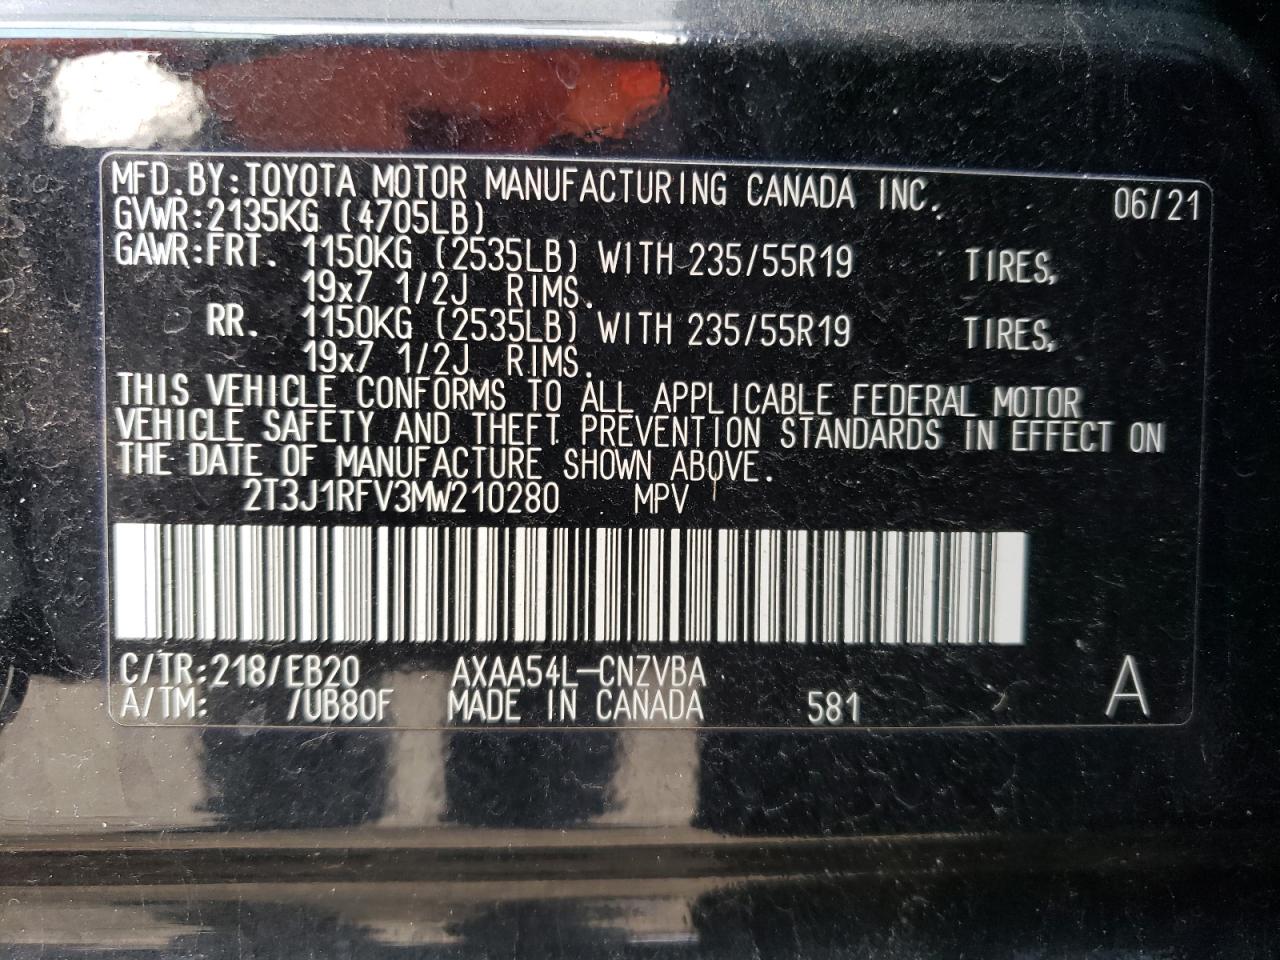 MFD.BY:TOYOTA MOTOR MANUFACTURING CANADA INC. 06/21
GVWR:2135KG (4705LB)
GAWR:FRT. 1150KG (2535LB) WITH 235/55R19 TIRES,
19x7 1/2J RIMS.
RR. 1150KG (2535LB) WITH 235/55R19 TIRES,
19x7 1/2J RIMS.
THIS VEHICLE CONFORMS TO ALL APPLICABLE FEDERAL MOTOR
VEHICLE SAFETY AND THEFT PREVENTION STANDARDS IN EFFECT ON
THE DATE OF MANUFACTURE SHOWN ABOVE.
2T3J1RFV3MW210280 MPV
C/TR:218/EB20 AXAA54L-CNZVBA
A/TM: /UB80F MADE IN CANADA 581 A